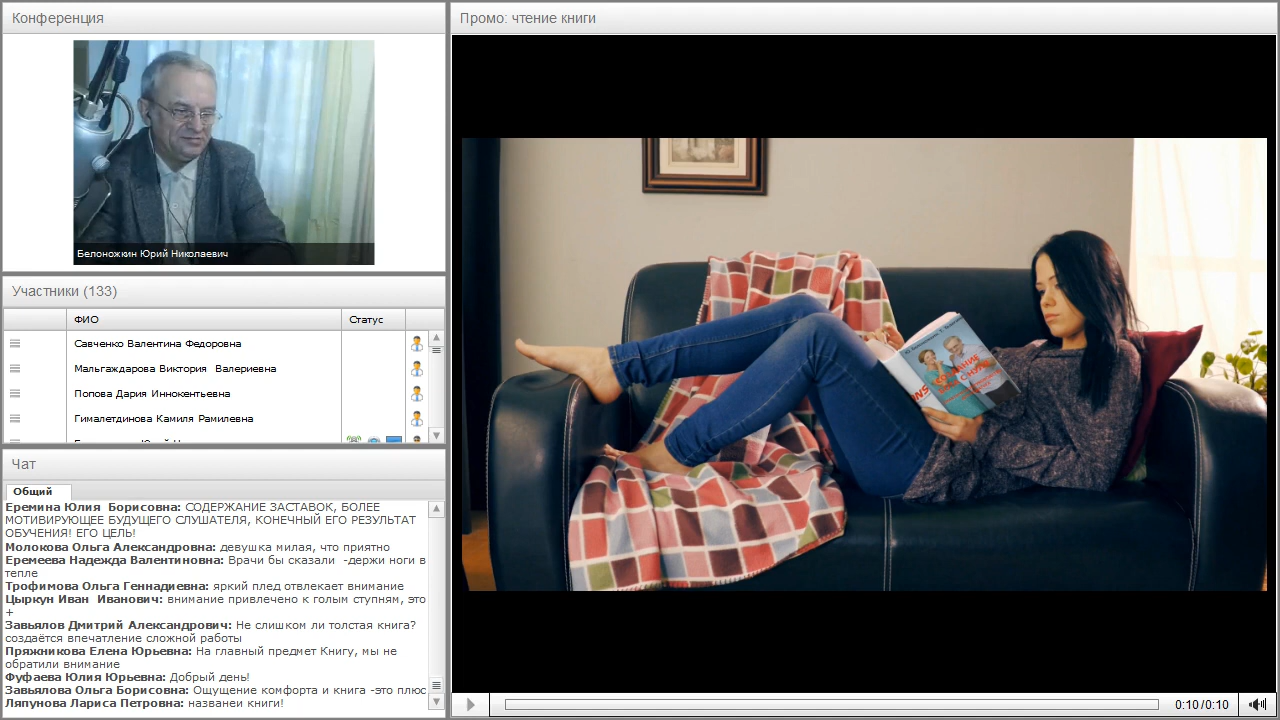 Конференция
Белоножкин Юрий Николаевич
Участники (133)
ФИО
Статус
Савченко Валентина Федоровна
Мальгаждарова Виктория Валериевна
Попова Дария Иннокентьевна
Гималетдинова Камиля Рамилевна
Чат
Общий
Еремина Юлия Борисовна: СОДЕРЖАНИЕ ЗАСТАВОК, БОЛЕЕ
МОТИВИРУЮЩЕЕ БУДУЩЕГО СЛУШАТЕЛЯ, КОНЕЧНЫЙ ЕГО РЕЗУЛЬТАТ
ОБУЧЕНИЯ! ЕГО ЦЕЛЬ!
Молокова Ольга Александровна: девушка милая, что приятно
Еремеева Надежда Валентиновна: Врачи бы сказали -держи ноги в
тепле
Трофимова Ольга Геннадиевна: яркий плед отвлекает внимание
Цыркун Иван Иванович: внимание привлечено к голым ступням, это
+
Завьялов Дмитрий Александрович: Не слишком ли толстая книга?
создаётся впечатление сложной работы
Пряжникова Елена Юрьевна: На главный предмет Книгу, мы не
обратили внимание
Фуфаева Юлия Юрьевна: Добрый день!
Завьялова Ольга Борисовна: Ощущение комфорта и книга -это плюс
Ляпунова Лариса Петровна: названеи книги!
Промо: чтение книги
0:10/0:10